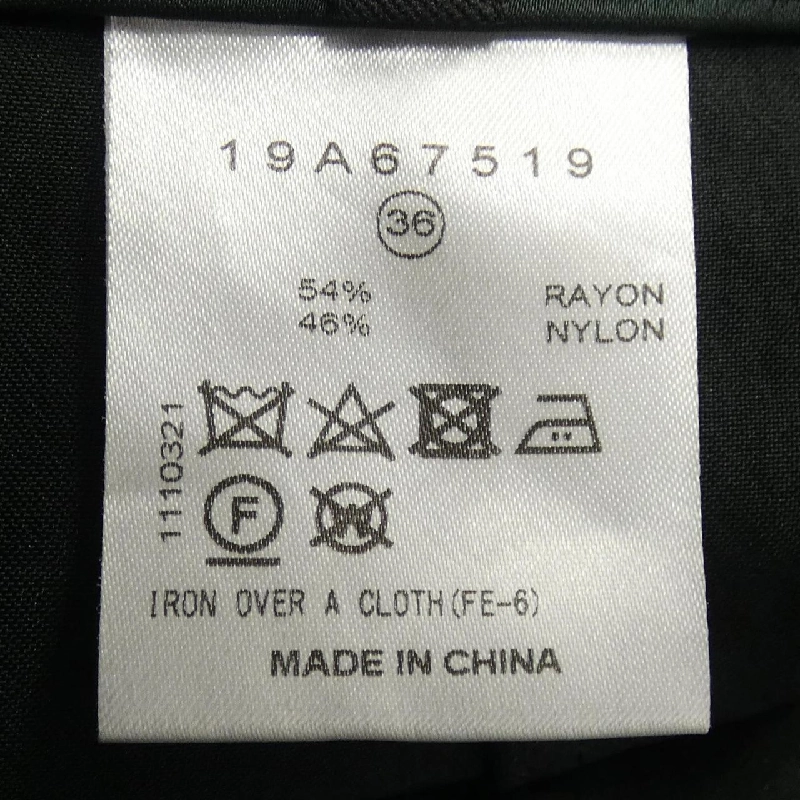 19A67519
36
54% RAYON
46% NYLON
1110321
F
W
IRON OVER A CLOTH(FE-6)
MADE IN CHINA